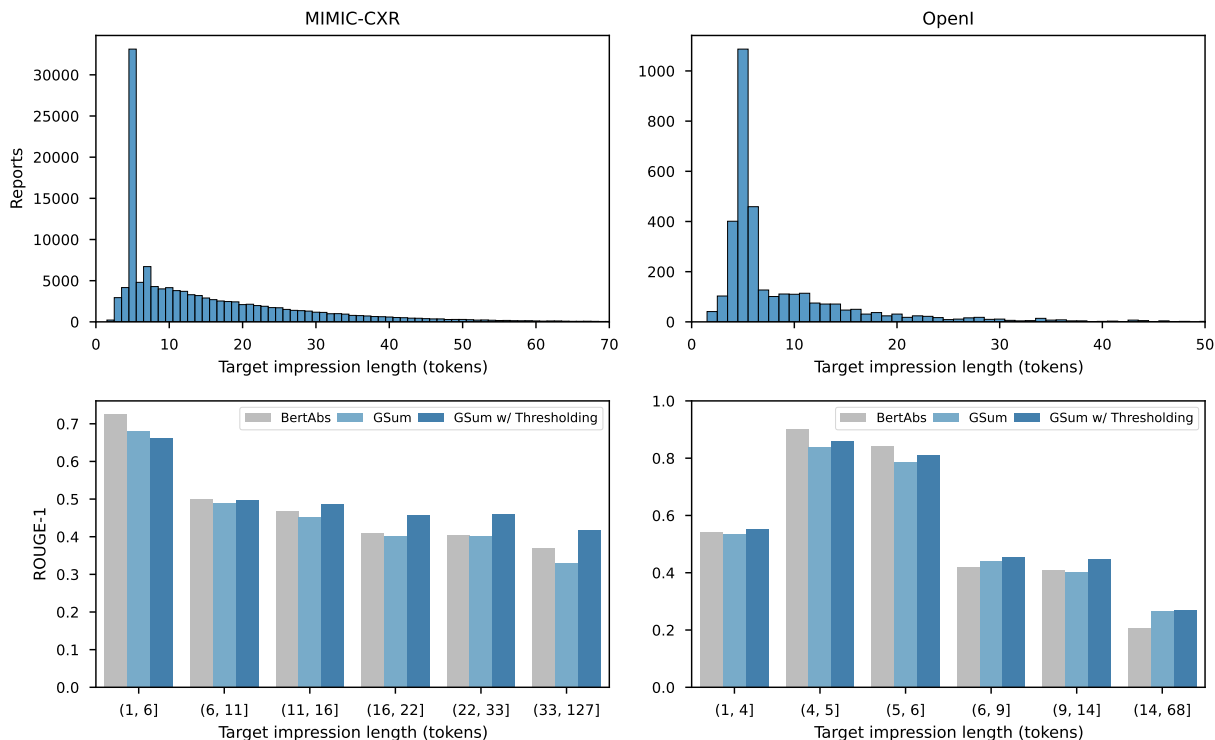 MIMIC-CXR
30000
25000
20000
15000
10000
5000
0
Reports
0 10 20 30 40 50 60 70
Target impression length (tokens)
OpenI
1000
800
600
400
200
0
0 10 20 30 40 50
Target impression length (tokens)
BertAbs GSum GSum w/ Thresholding
0.7
0.6
0.5
0.4
0.3
0.2
0.1
0.0
ROUGE-1
(1, 6] (6, 11] (11, 16] (16, 22] (22, 33] (33, 127]
Target impression length (tokens)
BertAbs GSum GSum w/ Thresholding
1.0
0.8
0.6
0.4
0.2
0.0
(1, 4] (4, 5] (5, 6] (6, 9] (9, 14] (14, 68]
Target impression length (tokens)